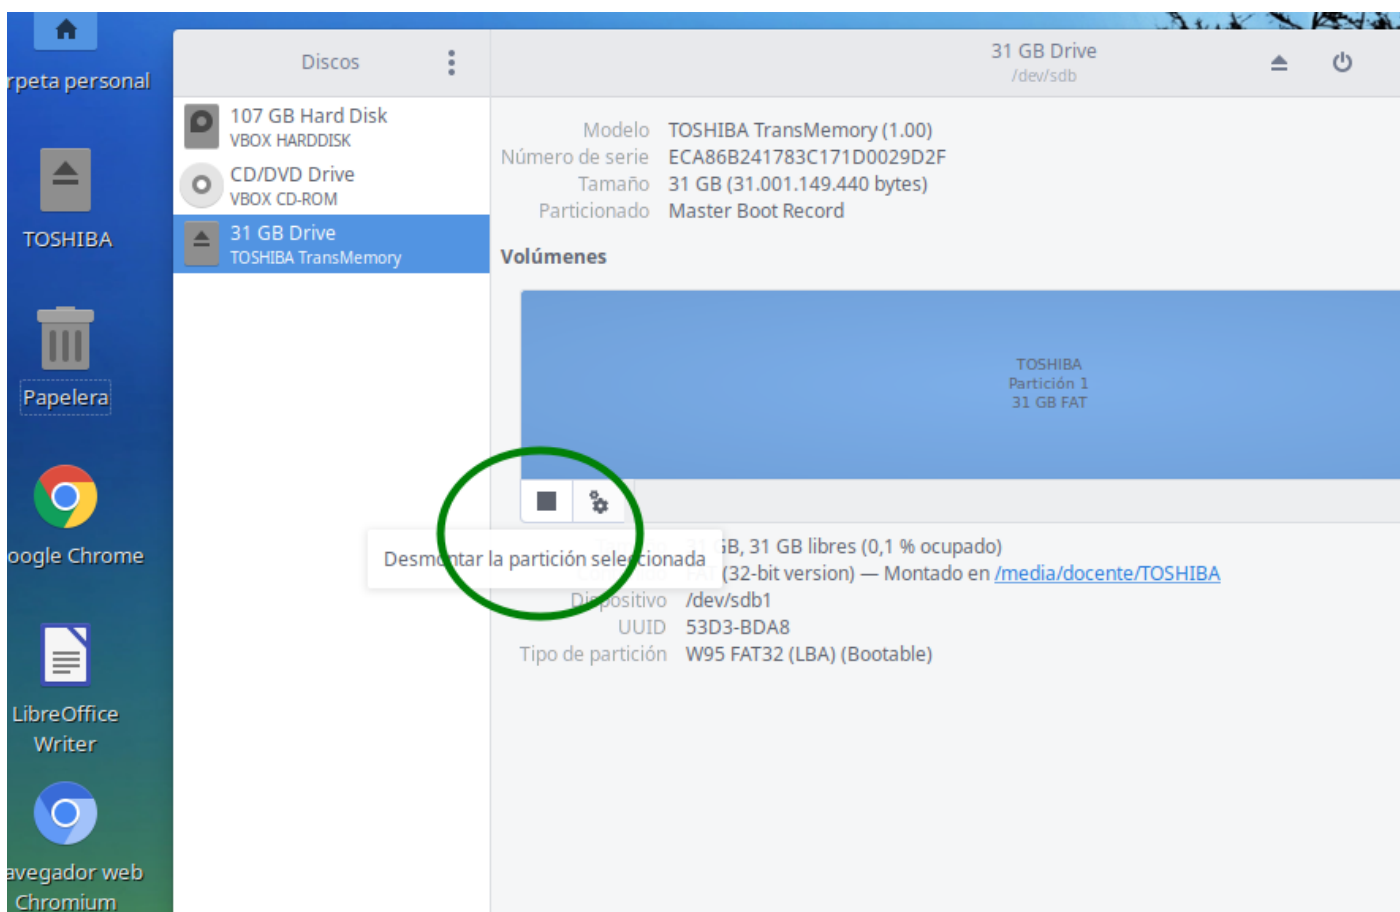 rpeta personal
TOSHIBA
Papelera
oogle Chrome
LibreOffice
Writer
avegador web
Chromium
Discos
107 GB Hard Disk
VBOX HARDDISK
CD/DVD Drive
VBOX CD-ROM
31 GB Drive
TOSHIBA TransMemory
31 GB Drive
/dev/sdb
Modelo TOSHIBA TransMemory (1.00)
Número de serie ECA86B241783C171D0029D2F
Tamaño 31 GB (31.001.149.440 bytes)
Particionado Master Boot Record
Volúmenes
TOSHIBA
Partición 1
31 GB FAT
Desmontar la partición seleccionada
GB, 31 GB libres (0,1 % ocupado)
(32-bit version) — Montado en /media/docente/TOSHIBA
Dispositivo /dev/sdb1
UUID 53D3-BDA8
Tipo de partición W95 FAT32 (LBA) (Bootable)